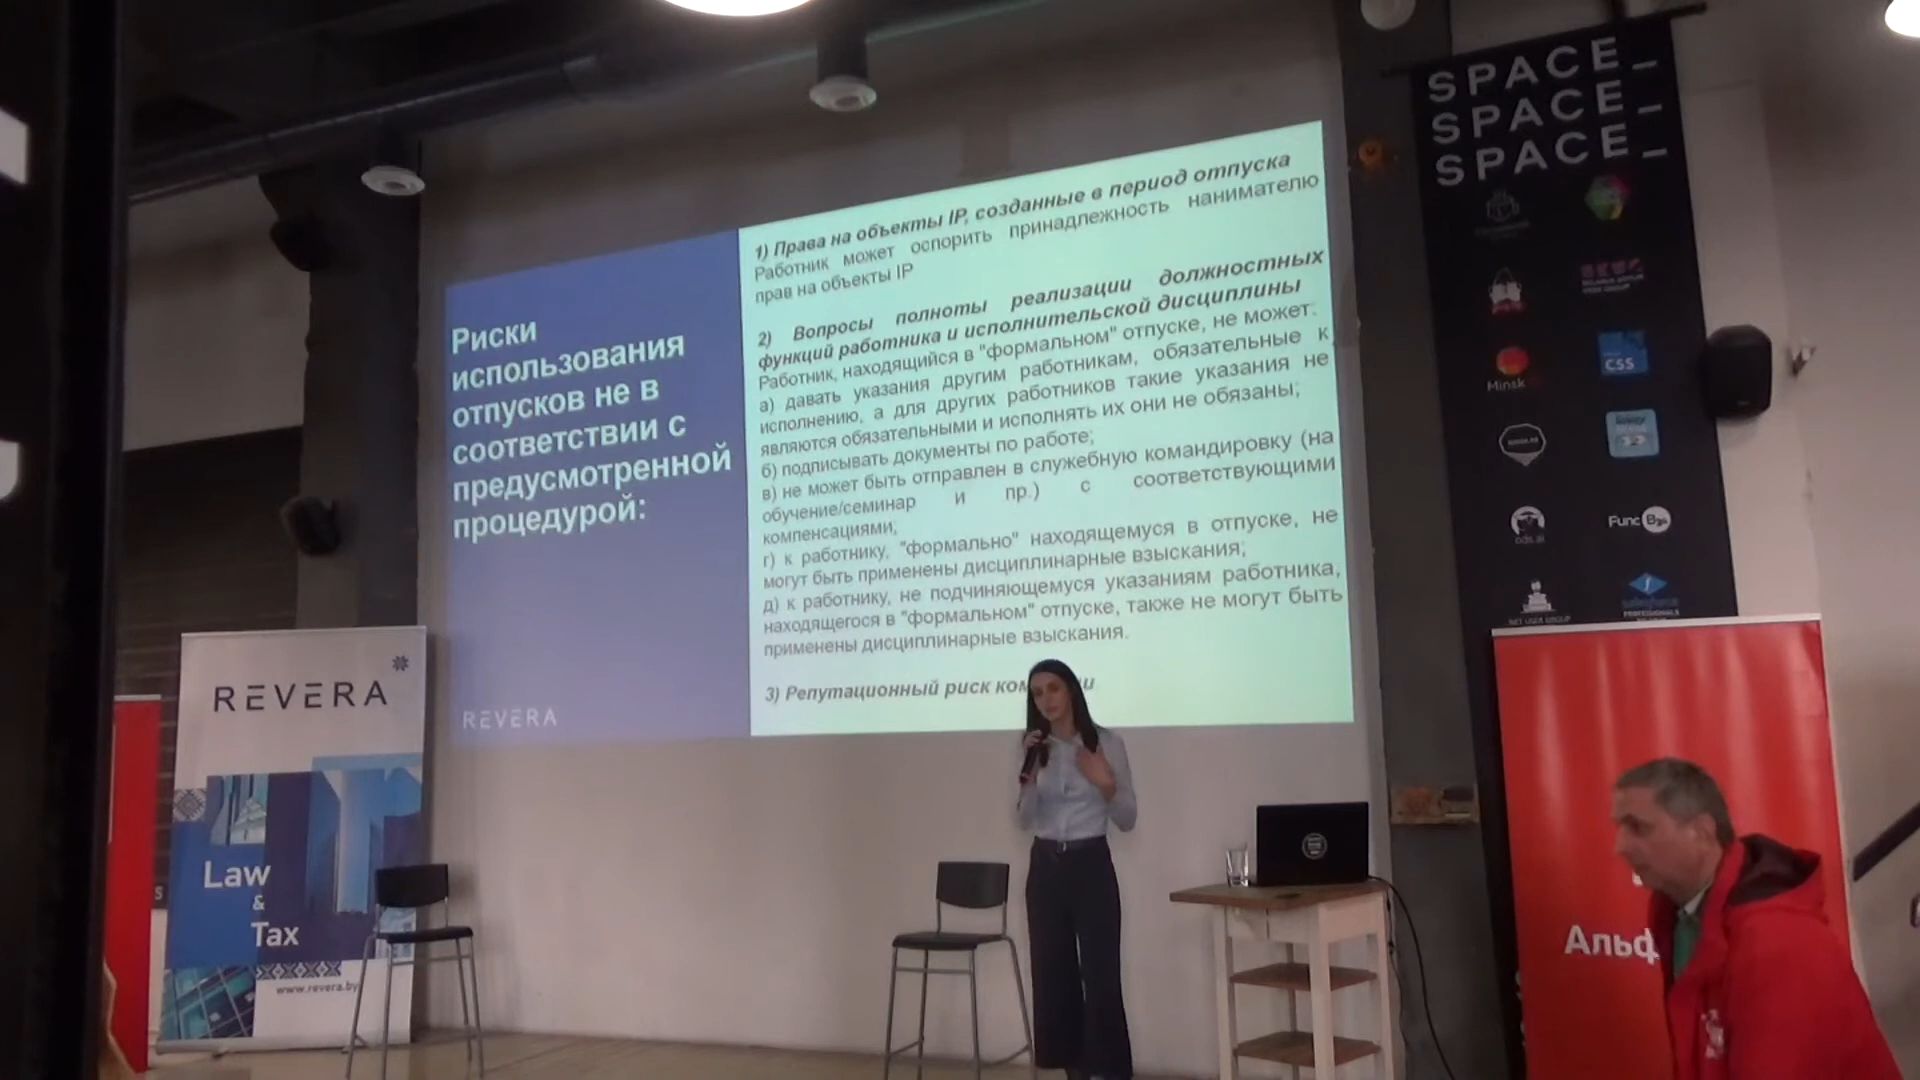 Риски
использования
отпусков не в
соответствии с
предусмотренной
процедурой:
REVERA
1) Права на объекты IP, созданные в период отпуска
Работник может оспорить принадлежность нанимателю
прав на объекты IP
2) Вопросы полноты реализации должностных
функций работника и исполнительской дисциплины
Работник, находящийся в "формальном" отпуске, не может:
а) давать указания другим работникам, обязательные к
исполнению, а для других работников такие указания не
являются обязательными и исполнять их они не обязаны;
б) подписывать документы по работе;
в) не может быть отправлен в служебную командировку (на
обучение/семинар и пр.) с соответствующими
компенсациями;
г) к работнику, "формально" находящемуся в отпуске, не
могут быть применены дисциплинарные взыскания;
д) к работнику, не подчиняющемуся указаниям работника,
находящегося в "формальном" отпуске, также не могут быть
применены дисциплинарные взыскания.
3) Репутационный риск ком и
REVERA
Law
&
Tax
www.revera.by
SPACE_
SPACE_
SPACE_
Minsk
CSS
ods.ai
Func
.NET USER GROUP
salesforce
PROFESSIONALS
Альф